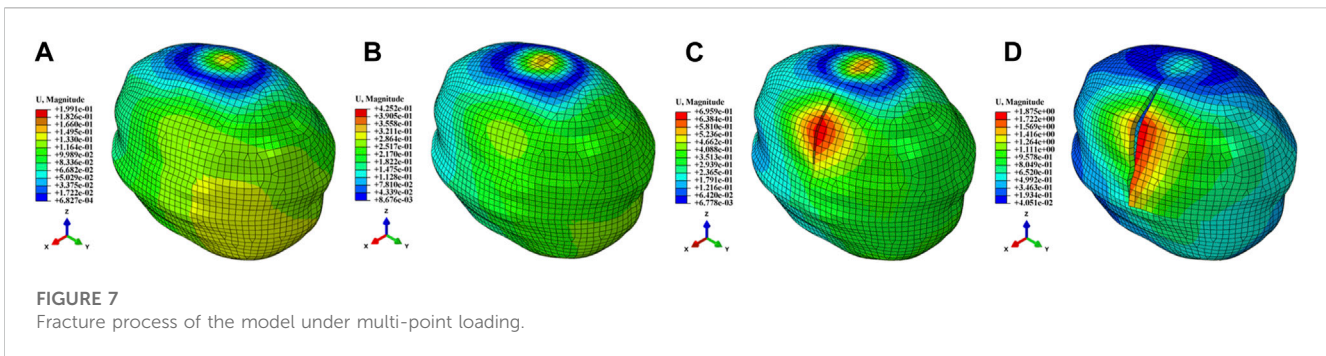 A
U, Magnitude
+1.991e-01
+1.826e-01
+1.660e-01
+1.495e-01
+1.330e-01
+1.164e-01
+9.989e-02
+8.336e-02
+6.682e-02
+5.029e-02
+3.375e-02
+1.722e-02
+6.827e-04
Z
X
Y
B
U, Magnitude
+4.252e-01
+3.905e-01
+3.558e-01
+3.211e-01
+2.864e-01
+2.517e-01
+2.170e-01
+1.822e-01
+1.475e-01
+1.128e-01
+7.810e-02
+4.339e-02
+8.676e-03
Z
X
Y
C
U, Magnitude
+6.959e-01
+6.384e-01
+5.810e-01
+5.236e-01
+4.662e-01
+4.088e-01
+3.513e-01
+2.939e-01
+2.365e-01
+1.791e-01
+1.216e-01
+6.420e-02
+6.778e-03
Z
X
Y
D
U, Magnitude
+1.875e+00
+1.722e+00
+1.569e+00
+1.416e+00
+1.264e+00
+1.111e+00
+9.578e-01
+8.049e-01
+6.520e-01
+4.992e-01
+3.463e-01
+1.934e-01
+4.051e-02
Z
X
Y
FIGURE 7
Fracture process of the model under multi-point loading.